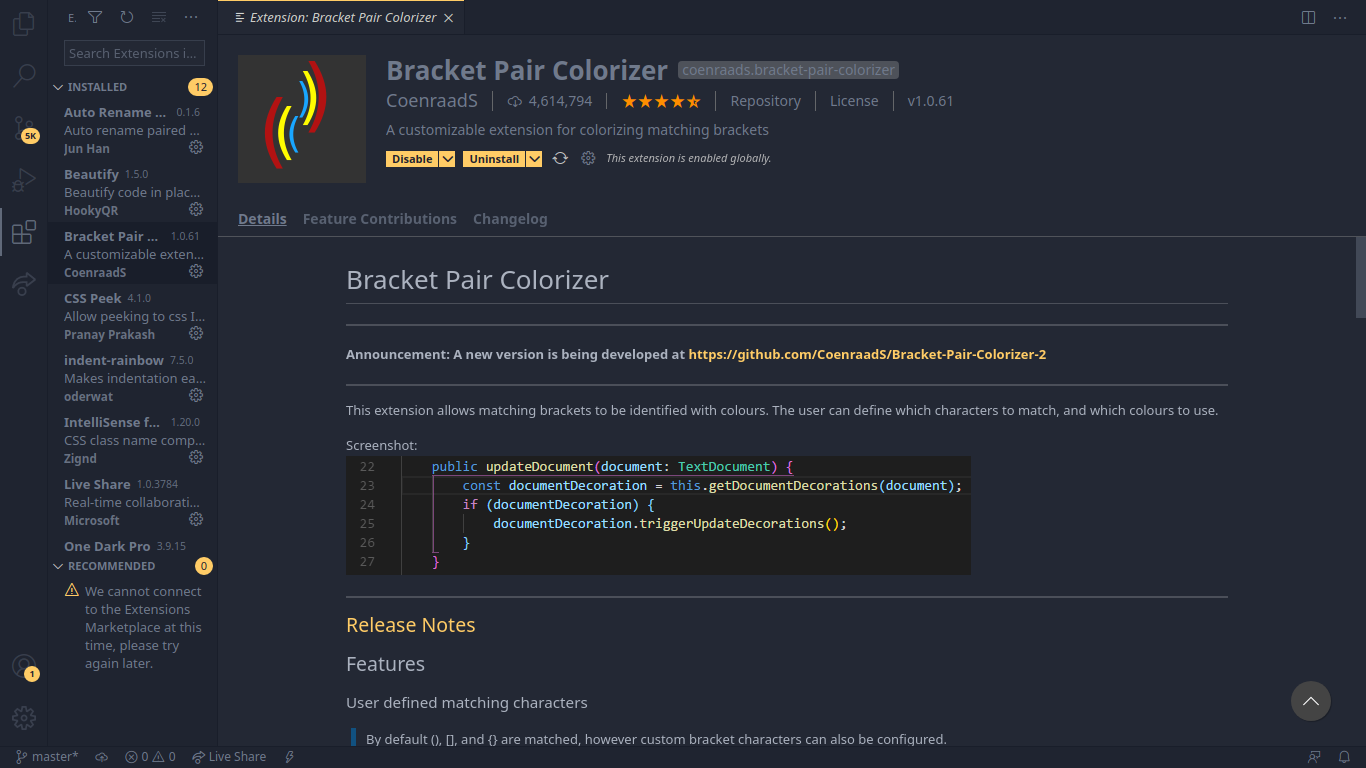 E.
Extension: Bracket Pair Colorizer
Search Extensions i...
INSTALLED 12
Auto Rename ... 0.1.6
Auto rename paired ...
Jun Han
Beautify 1.5.0
Beautify code in plac...
HookyQR
Bracket Pair ... 1.0.61
A customizable exten...
CoenraadS
CSS Peek 4.1.0
Allow peeking to css I...
Pranay Prakash
indent-rainbow 7.5.0
Makes indentation ea...
oderwat
IntelliSense f... 1.20.0
CSS class name comp...
Zignd
Live Share 1.0.3784
Real-time collaborati...
Microsoft
One Dark Pro 3.9.15
RECOMMENDED 0
We cannot connect
to the Extensions
Marketplace at this
time, please try
again later.
5K
1
Bracket Pair Colorizer coenraads.bracket-pair-colorizer
CoenraadS 4,614,794 Repository License v1.0.61
A customizable extension for colorizing matching brackets
Disable Uninstall This extension is enabled globally.
Details Feature Contributions Changelog
Bracket Pair Colorizer
Announcement: A new version is being developed at https://github.com/CoenraadS/Bracket-Pair-Colorizer-2
This extension allows matching brackets to be identified with colours. The user can define which characters to match, and which colours to use.
Screenshot:
22 public updateDocument(document: TextDocument) {
23 const documentDecoration = this.getDocumentDecorations(document);
24 if (documentDecoration) {
25 documentDecoration.triggerUpdateDecorations();
26 }
27 }
Release Notes
Features
User defined matching characters
By default (), [], and {} are matched, however custom bracket characters can also be configured.
master* 0 0 Live Share